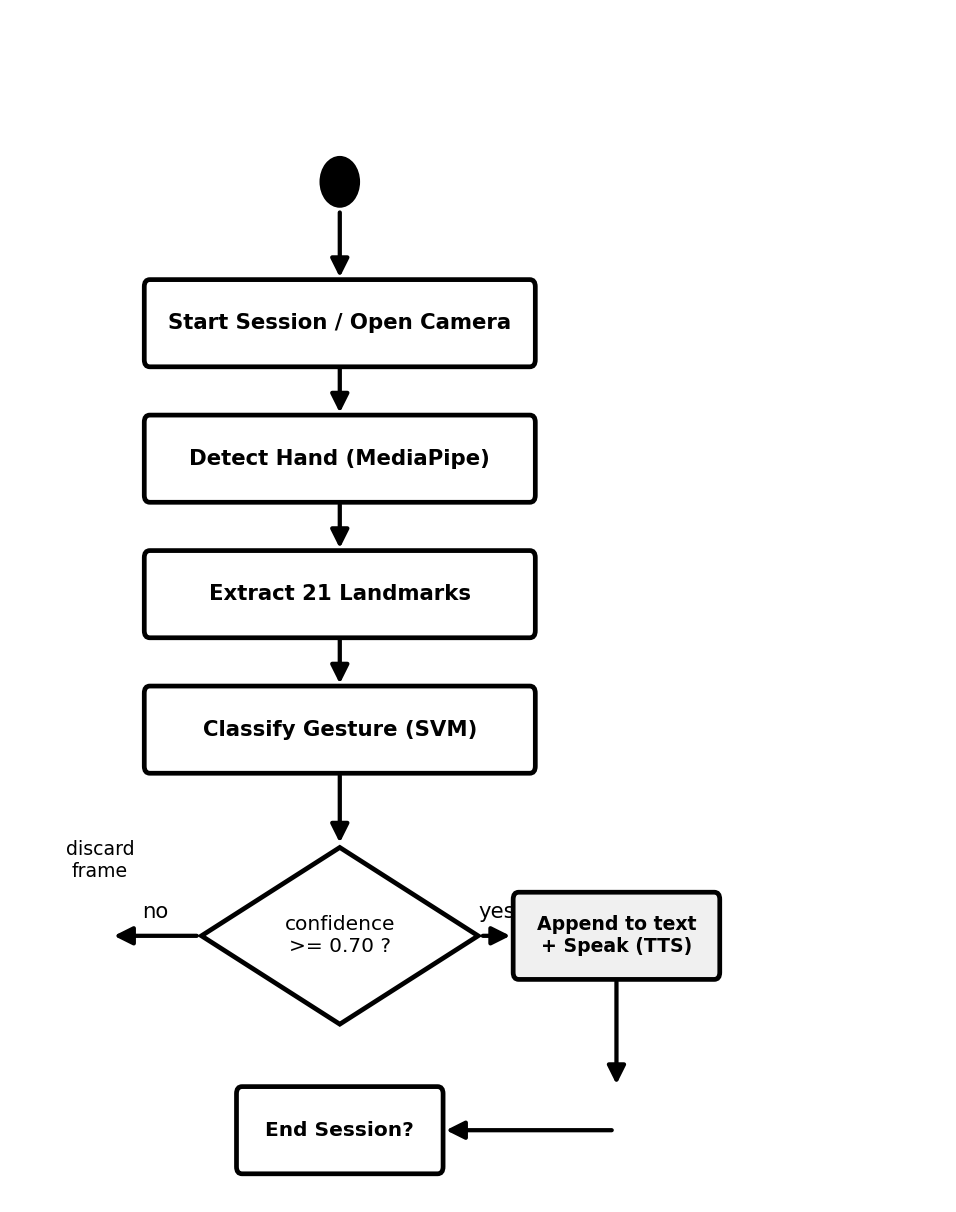 Start Session / Open Camera
Detect Hand (MediaPipe)
Extract 21 Landmarks
Classify Gesture (SVM)
discard
frame
no
confidence
>= 0.70 ?
yes
Append to text
+ Speak (TTS)
End Session?